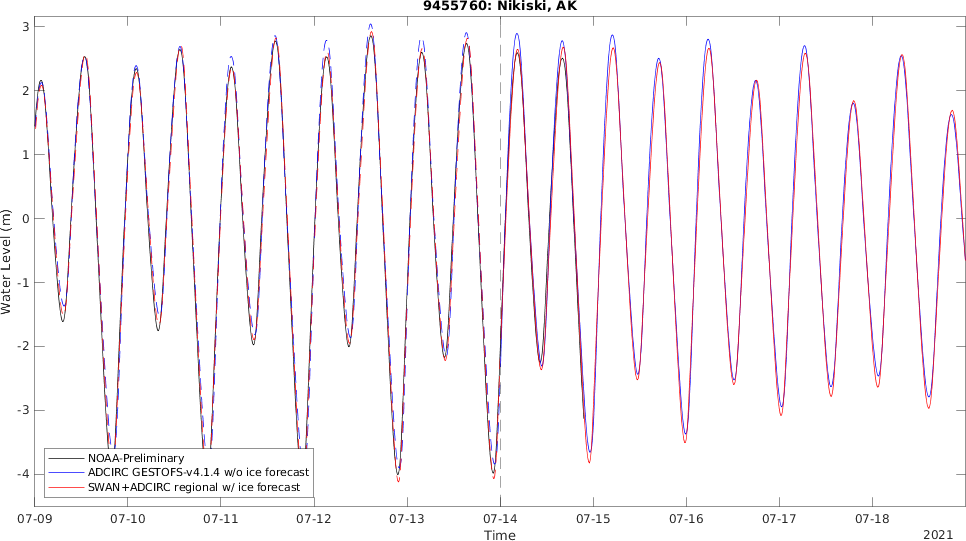 9455760: Nikiski, AK
3
2
1
0
-1
-2
-3
-4
Water Level (m)
NOAA-Preliminary
ADCIRC GESTOFS-v4.1.4 w/o ice forecast
SWAN+ADCIRC regional w/ ice forecast
07-09 07-10 07-11 07-12 07-13 07-14 07-15 07-16 07-17 07-18
Time
2021